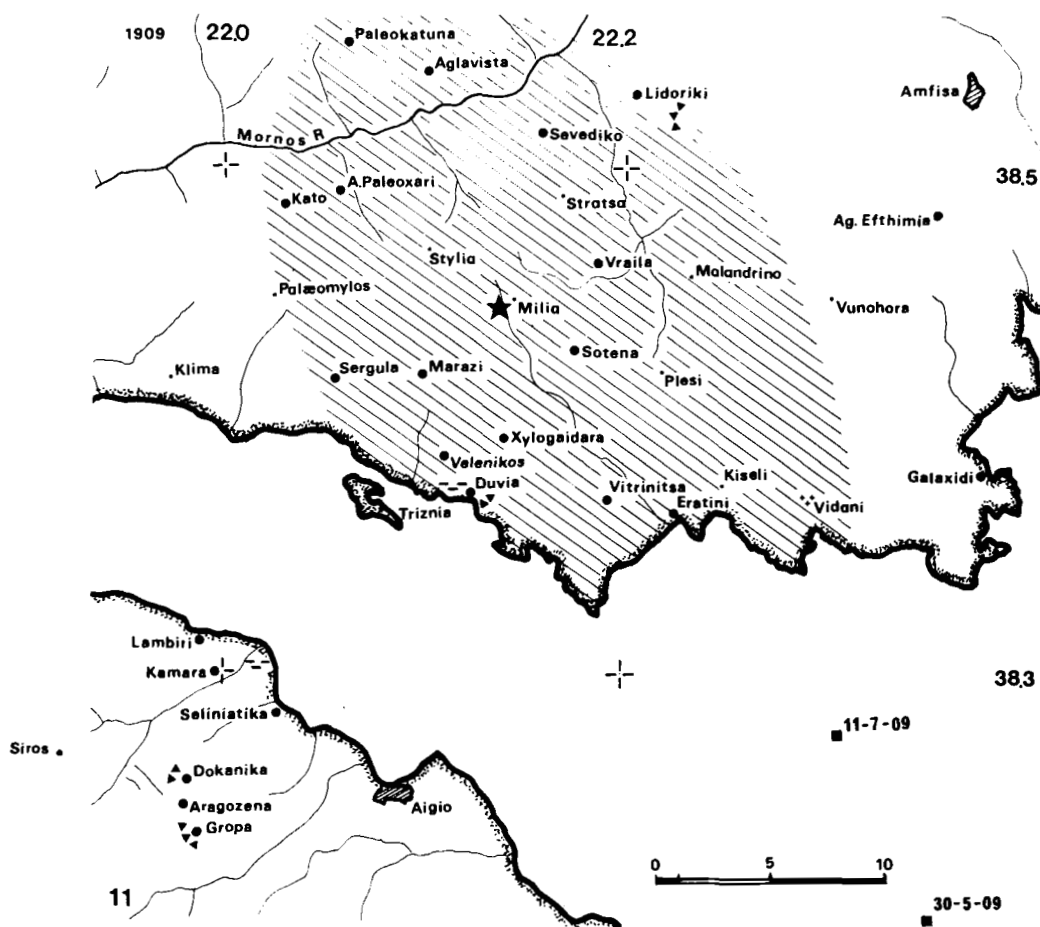 1909
22.0
Paleokatuna
22.2
Aglavista
Lidoriki
Amfisa
Mornos R
Sevediko
38.5
A.Paleoxari
Kato
Stratsa
Ag. Efthimia
Stylia
Vraila
Malandrino
Palæomylos
Milia
Vunohora
Sotena
Klima
Sergula
Marazi
Plesi
Xylogaidara
Velenikos
Duvia
Kiseli
Galaxidi
Vitrinitsa
Eratini
Vidani
Triznia
Lambiri
Kamara
38.3
Seliniatika
11-7-09
Siros
Dokanika
Aragozena
Aigio
Gropa
0 5 10
11
30-5-09